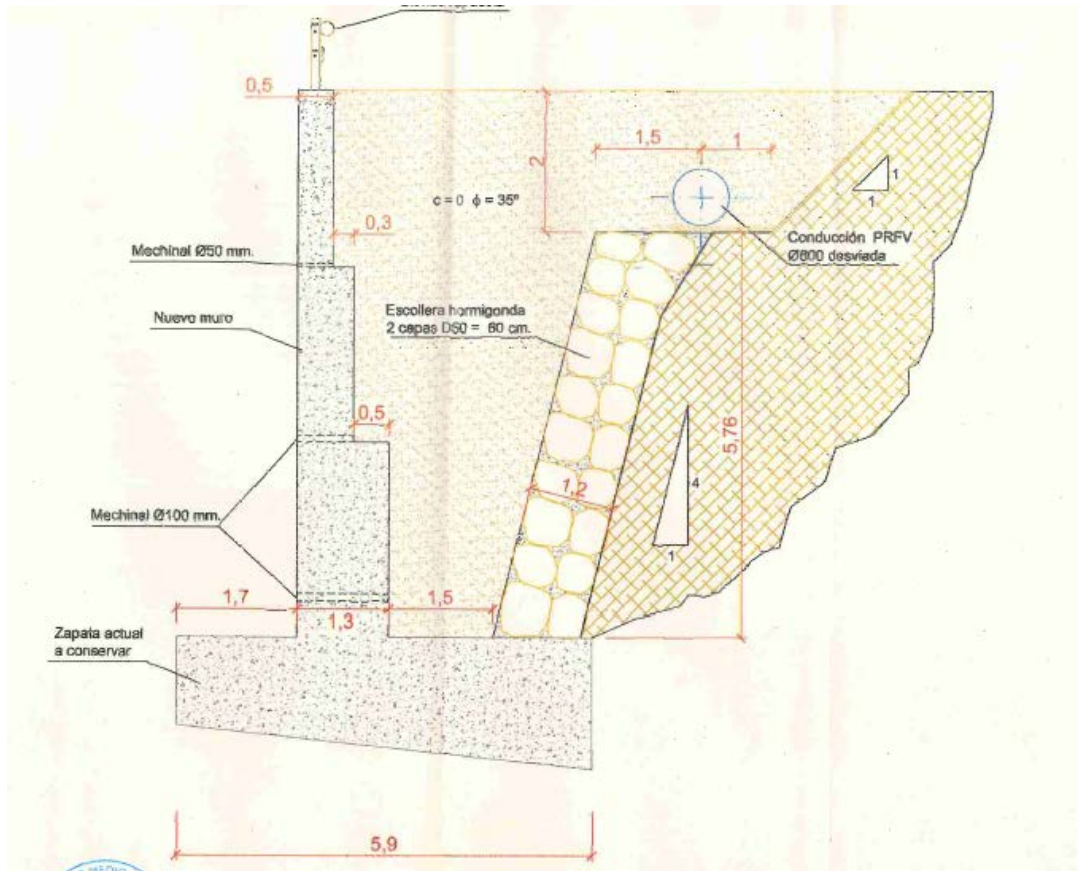 0,5
1,5
1
2
c=0 ϕ = 35º
1
1
0,3
Mechinal Ø50 mm.
Conducción PRFV
Ø800 desviada
Nuevo muro
Escollera hormigonda
2 capas D50 = 60 cm.
0,5
5,76
4
1,2
Mechinal Ø100 mm.
1
1,7
1,3
1,5
Zapata actual
a conservar
5,9
MEDIO